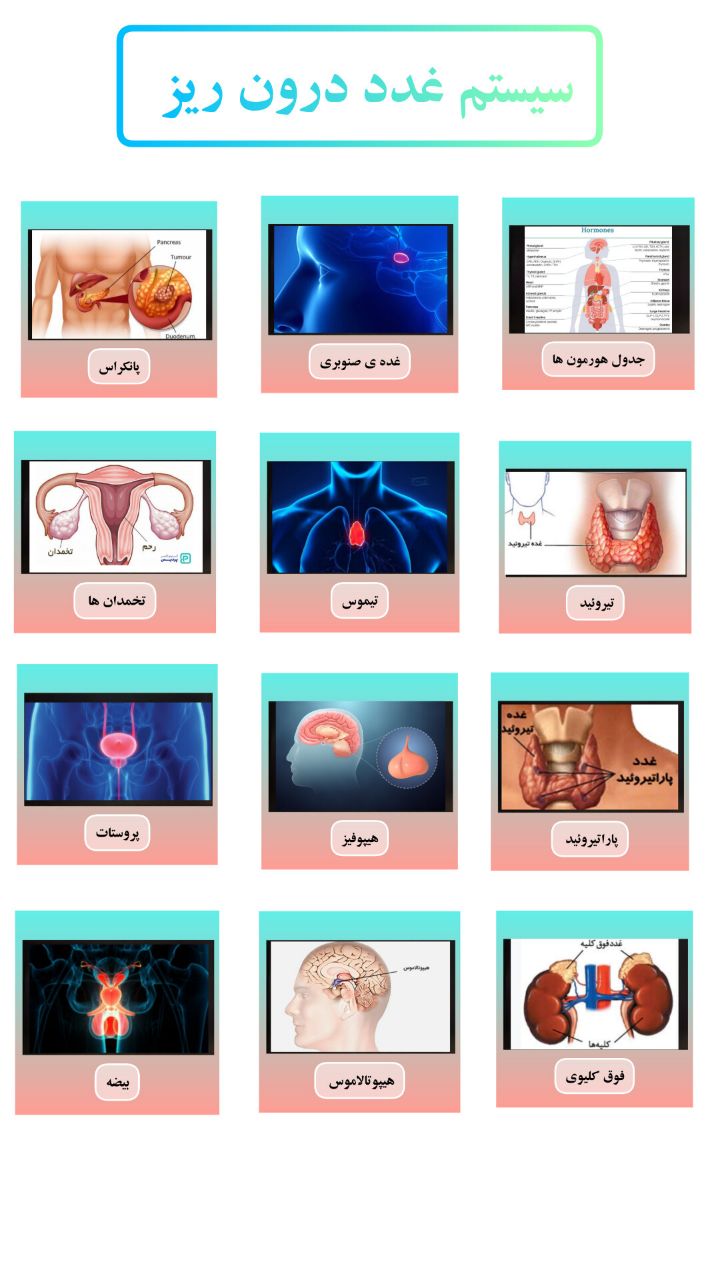 سیستم غدد درون ریز
Hormones
جدول هورمون ها
غده ی صنوبری
Pancreas
Tumour
Duodenum.
پانکراس
غده تیروئید
تیروئید
تیموس
تخمدان
رحم
پردیس
تخمدان ها
غده
تیروئید
غدد
پاراتیروئید
پاراتیروئید
هیپوفیز
پروستات
غدد فوق کلیه
کلیه‌ها
فوق کلیوی
هیپوتالاموس
هیپوتالاموس
بیضه